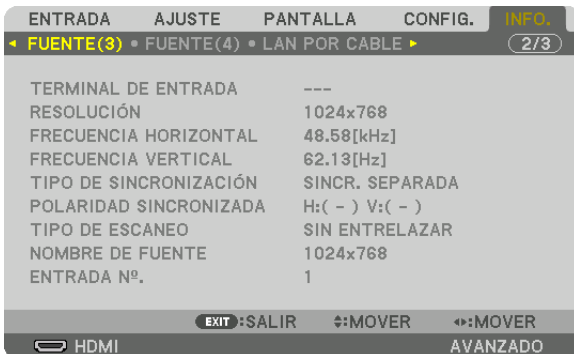 ENTRADA AJUSTE PANTALLA CONFIG. INFO.
FUENTE(3) • FUENTE(4) • LAN POR CABLE 2/3
TERMINAL DE ENTRADA ---
RESOLUCIÓN 1024x768
FRECUENCIA HORIZONTAL 48.58[kHz]
FRECUENCIA VERTICAL 62.13[Hz]
TIPO DE SINCRONIZACIÓN SINCR. SEPARADA
POLARIDAD SINCRONIZADA H:( - ) V:( - )
TIPO DE ESCANEO SIN ENTRELAZAR
NOMBRE DE FUENTE 1024x768
ENTRADA Nº. 1
EXIT :SALIR :MOVER :MOVER
HDMI AVANZADO